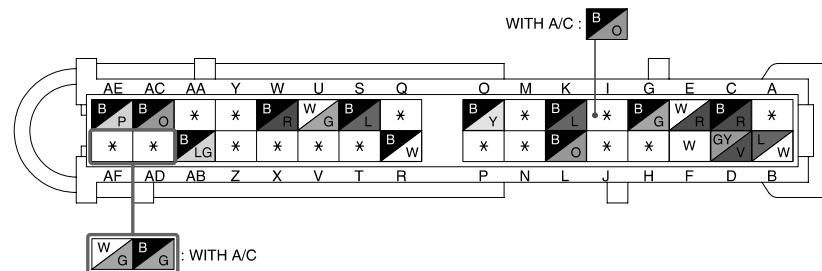 WITH A/C : B O
AE AC AA Y W U S Q O M K I G E C A
B P B O * * B R W G B L * B Y * B L * B G W R B R *
* * B LG * * * * B W * * B O * * W GY V L W
AF AD AB Z X V T R P N L J H F D B
W G B G : WITH A/C